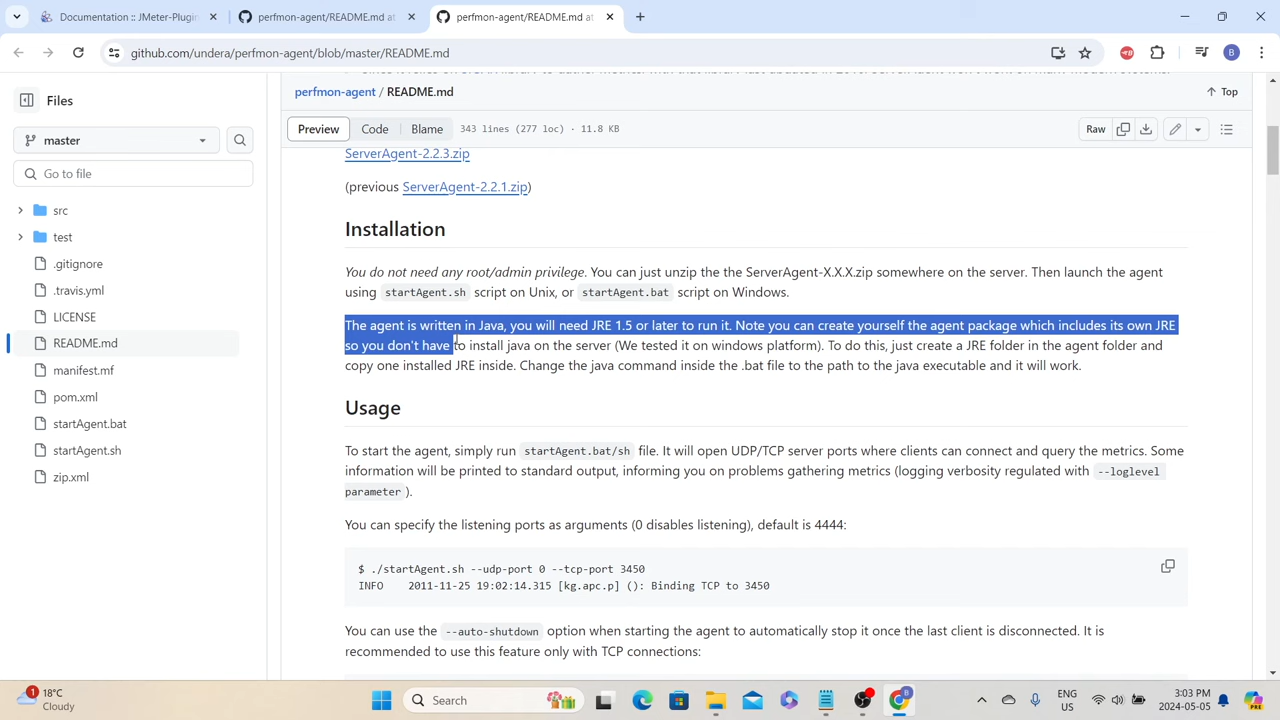 Documentation :: JMeter-Plugin
perfmon-agent/README.md at
perfmon-agent/README.md at
github.com/undera/perfmon-agent/blob/master/README.md
B
Files
master
Go to file
src
test
.gitignore
.travis.yml
LICENSE
README.md
manifest.mf
pom.xml
startAgent.bat
startAgent.sh
zip.xml
perfmon-agent / README.md
Top
Preview
Code
Blame
343 lines (277 loc) · 11.8 KB
Raw
ServerAgent-2.2.3.zip
(previous ServerAgent-2.2.1.zip)
Installation
You do not need any root/admin privilege. You can just unzip the the ServerAgent-X.X.X.zip somewhere on the server. Then launch the agent
using startAgent.sh script on Unix, or startAgent.bat script on Windows.
The agent is written in Java, you will need JRE 1.5 or later to run it. Note you can create yourself the agent package which includes its own JRE
so you don't have to install java on the server (We tested it on windows platform). To do this, just create a JRE folder in the agent folder and
copy one installed JRE inside. Change the java command inside the .bat file to the path to the java executable and it will work.
Usage
To start the agent, simply run startAgent.bat/sh file. It will open UDP/TCP server ports where clients can connect and query the metrics. Some
information will be printed to standard output, informing you on problems gathering metrics (logging verbosity regulated with --loglevel
parameter ).
You can specify the listening ports as arguments (0 disables listening), default is 4444:
$ ./startAgent.sh --udp-port 0 --tcp-port 3450
INFO    2011-11-25 19:02:14.315 [kg.apc.p] (): Binding TCP to 3450
You can use the --auto-shutdown option when starting the agent to automatically stop it once the last client is disconnected. It is
recommended to use this feature only with TCP connections:
1
18°C
Cloudy
Search
ENG
US
3:03 PM
2024-05-05